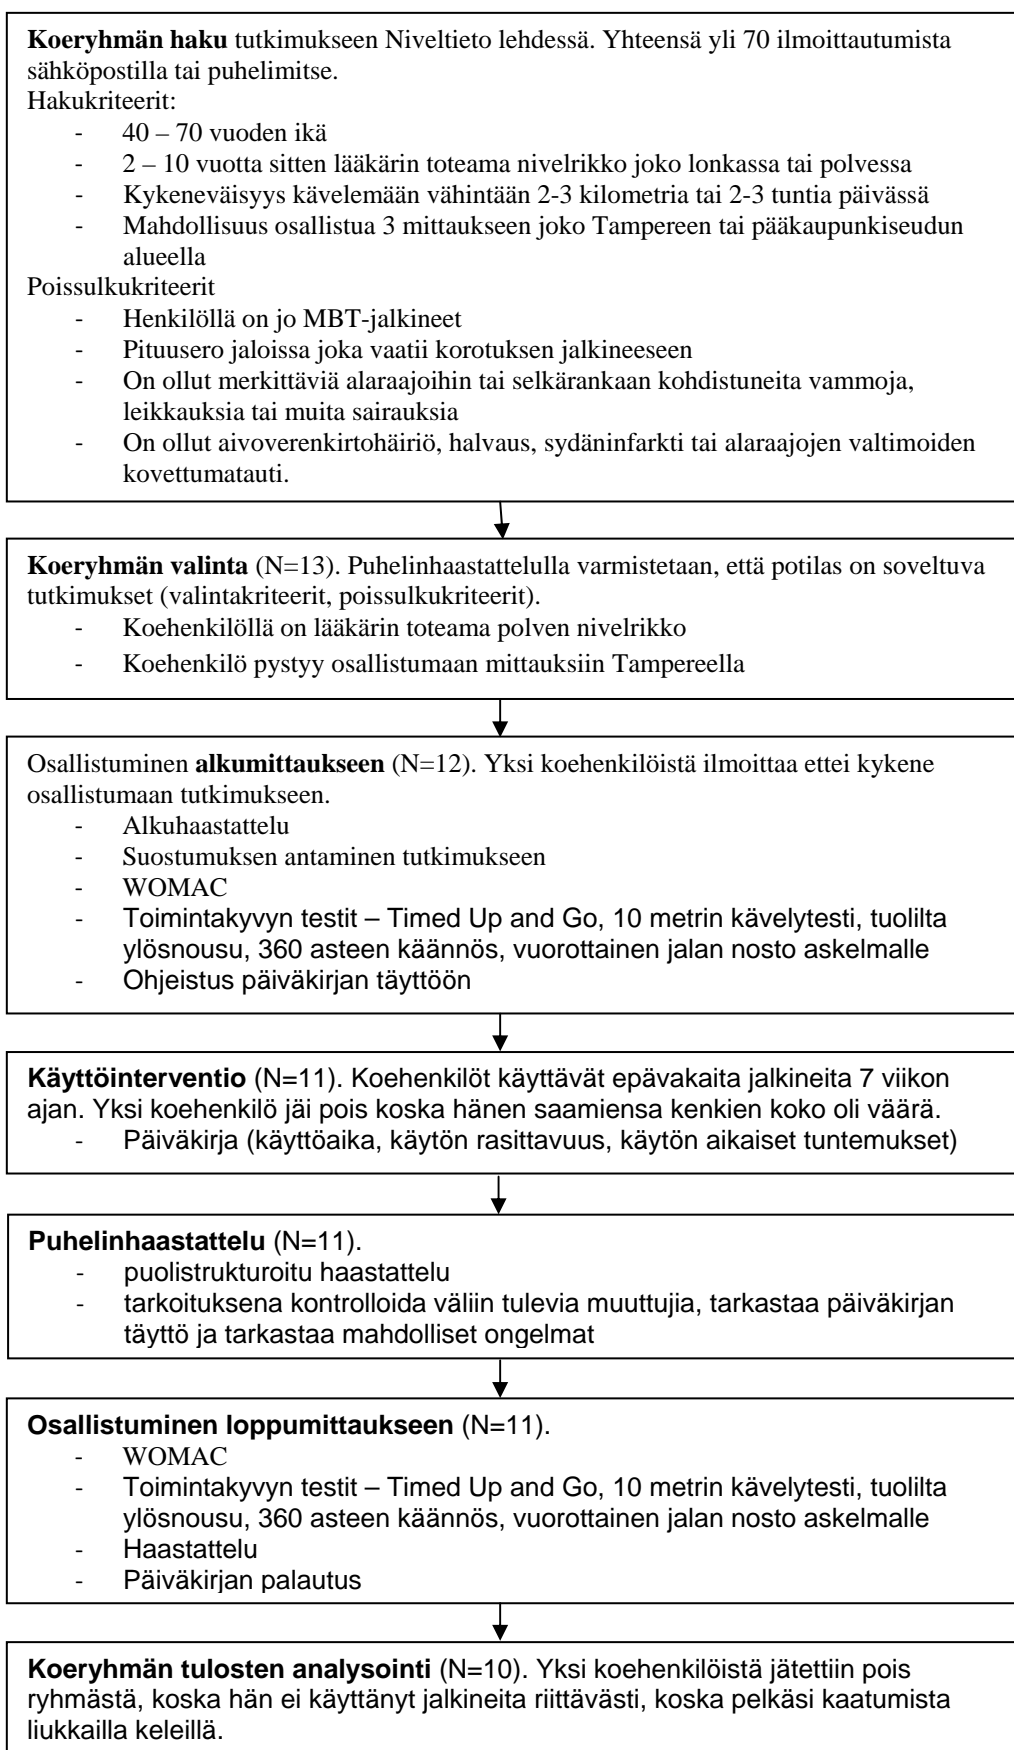 Koeryhmän haku tutkimukseen Niveltieto lehdessä. Yhteensä yli 70 ilmoittautumista
sähköpostilla tai puhelimitse.
Hakukriteerit:
- 40 – 70 vuoden ikä
- 2 – 10 vuotta sitten lääkärin toteama nivelrikko joko lonkassa tai polvessa
- Kykeneväisyys kävelemään vähintään 2-3 kilometria tai 2-3 tuntia päivässä
- Mahdollisuus osallistua 3 mittaukseen joko Tampereen tai pääkaupunkiseudun
alueella
Poissulkukriteerit
- Henkilöllä on jo MBT-jalkineet
- Pituusero jaloissa joka vaatii korotuksen jalkineeseen
- On ollut merkittäviä alaraajoihin tai selkärankaan kohdistuneita vammoja,
leikkauksia tai muita sairauksia
- On ollut aivoverenkirtohäiriö, halvaus, sydäninfarkti tai alaraajojen valtimoiden
kovettumatauti.
Koeryhmän valinta (N=13). Puhelinhaastattelulla varmistetaan, että potilas on soveltuva
tutkimukset (valintakriteerit, poissulkukriteerit).
- Koehenkilöllä on lääkärin toteama polven nivelrikko
- Koehenkilö pystyy osallistumaan mittauksiin Tampereella
Osallistuminen alkumittaukseen (N=12). Yksi koehenkilöistä ilmoittaa ettei kykene
osallistumaan tutkimukseen.
- Alkuhaastattelu
- Suostumuksen antaminen tutkimukseen
- WOMAC
- Toimintakyvyn testit – Timed Up and Go, 10 metrin kävelytesti, tuolilta
ylösnousu, 360 asteen käännös, vuorottainen jalan nosto askelmalle
- Ohjeistus päiväkirjan täyttöön
Käyttöinterventio (N=11). Koehenkilöt käyttävät epävakaita jalkineita 7 viikon
ajan. Yksi koehenkilö jäi pois koska hänen saamiensa kenkien koko oli väärä.
- Päiväkirja (käyttöaika, käytön rasittavuus, käytön aikaiset tuntemukset)
Puhelinhaastattelu (N=11).
- puolistrukturoitu haastattelu
- tarkoituksena kontrolloida väliin tulevia muuttujia, tarkastaa päiväkirjan
täyttö ja tarkastaa mahdolliset ongelmat
Osallistuminen loppumittaukseen (N=11).
- WOMAC
- Toimintakyvyn testit – Timed Up and Go, 10 metrin kävelytesti, tuolilta
ylösnousu, 360 asteen käännös, vuorottainen jalan nosto askelmalle
- Haastattelu
- Päiväkirjan palautus
Koeryhmän tulosten analysointi (N=10). Yksi koehenkilöistä jätettiin pois
ryhmästä, koska hän ei käyttänyt jalkineita riittävästi, koska pelkäsi kaatumista
liukkailla keleillä.